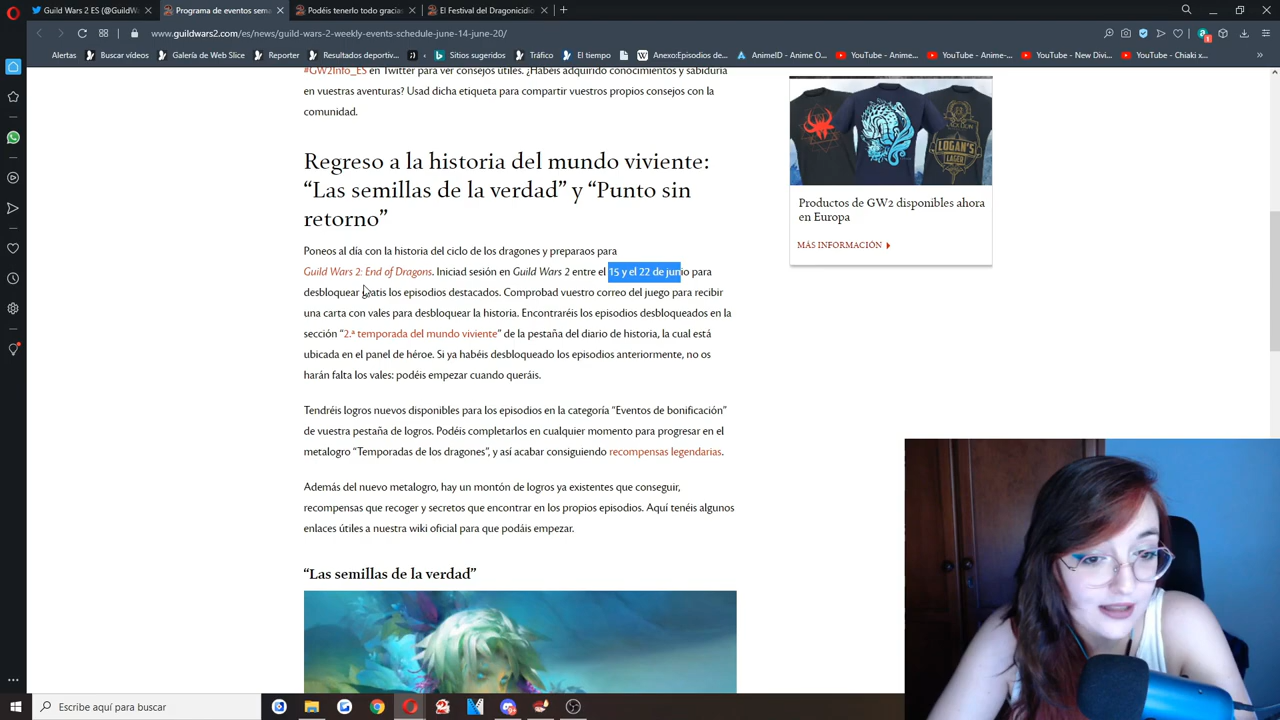 Guild Wars 2 ES (@GuildW
Programa de eventos sema
Podéis tenerlo todo gracias
El Festival del Dragonicidio
www.guildwars2.com/es/news/guild-wars-2-weekly-events-schedule-june-14-june-20/
Alertas
Buscar vídeos
Galería de Web Slice
Reporter
Resultados deportiv...
Sitios sugeridos
Tráfico
El tiempo
Anexo:Episodios de...
AnimeID - Anime O...
YouTube - Anime...
YouTube - Anime-...
YouTube - New Divi...
YouTube - Chiaki x...
#GW2Info_ES en Twitter para ver consejos útiles. ¿Habéis adquirido conocimientos y sabiduría
en vuestras aventuras? Usad dicha etiqueta para compartir vuestros propios consejos con la
comunidad.
Regreso a la historia del mundo viviente:
“Las semillas de la verdad” y “Punto sin
retorno”
Poneos al día con la historia del ciclo de los dragones y preparaos para
Guild Wars 2: End of Dragons. Iniciad sesión en Guild Wars 2 entre el 15 y el 22 de junio para
desbloquear gratis los episodios destacados. Comprobad vuestro correo del juego para recibir
una carta con vales para desbloquear la historia. Encontraréis los episodios desbloqueados en la
sección “2.ª temporada del mundo viviente” de la pestaña del diario de historia, la cual está
ubicada en el panel de héroe. Si ya habéis desbloqueado los episodios anteriormente, no os
harán falta los vales: podéis empezar cuando queráis.
Tendréis logros nuevos disponibles para los episodios en la categoría “Eventos de bonificación”
de vuestra pestaña de logros. Podéis completarlos en cualquier momento para progresar en el
metalogro “Temporadas de los dragones”, y así acabar consiguiendo recompensas legendarias.
Además del nuevo metalogro, hay un montón de logros ya existentes que conseguir,
recompensas que recoger y secretos que encontrar en los propios episodios. Aquí tenéis algunos
enlaces útiles a nuestra wiki oficial para que podáis empezar.
“Las semillas de la verdad”
LOGAN'S
LAGER
Productos de GW2 disponibles ahora
en Europa
MÁS INFORMACIÓN
Escribe aquí para buscar